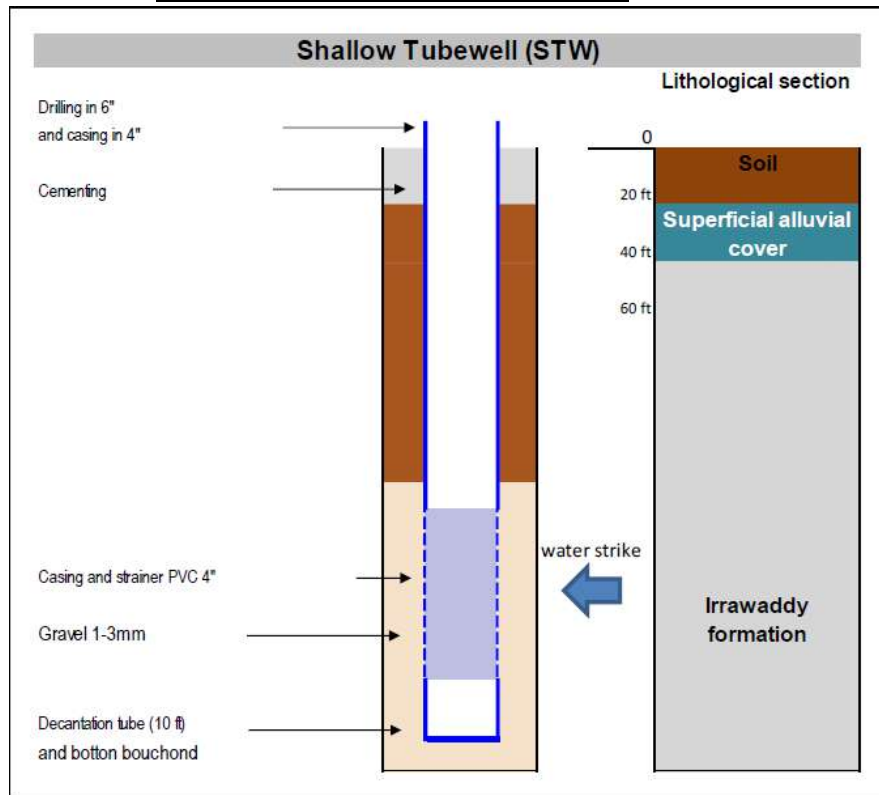 Shallow Tubewell (STW)
Lithological section
Drilling in 6"
and casing in 4"
Cementing
0
Soil
20 ft
Superficial alluvial
cover
40 ft
60 ft
water strike
Casing and strainer PVC 4"
Gravel 1-3mm
Irrawaddy
formation
Decantation tube (10 ft)
and botton bouchond